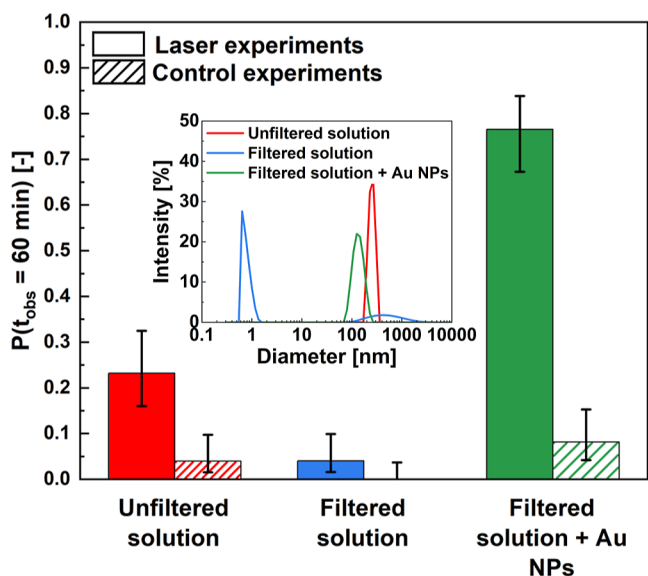 P(t_obs = 60 min) [-]
1.0
0.9
0.8
0.7
0.6
0.5
0.4
0.3
0.2
0.1
0.0
Laser experiments
Control experiments
Intensity [%]
50
40
30
20
10
0
Unfiltered solution
Filtered solution
Filtered solution + Au NPs
0.1 1 10 100 1000 10000
Diameter [nm]
Unfiltered
solution
Filtered
solution
Filtered
solution + Au
NPs